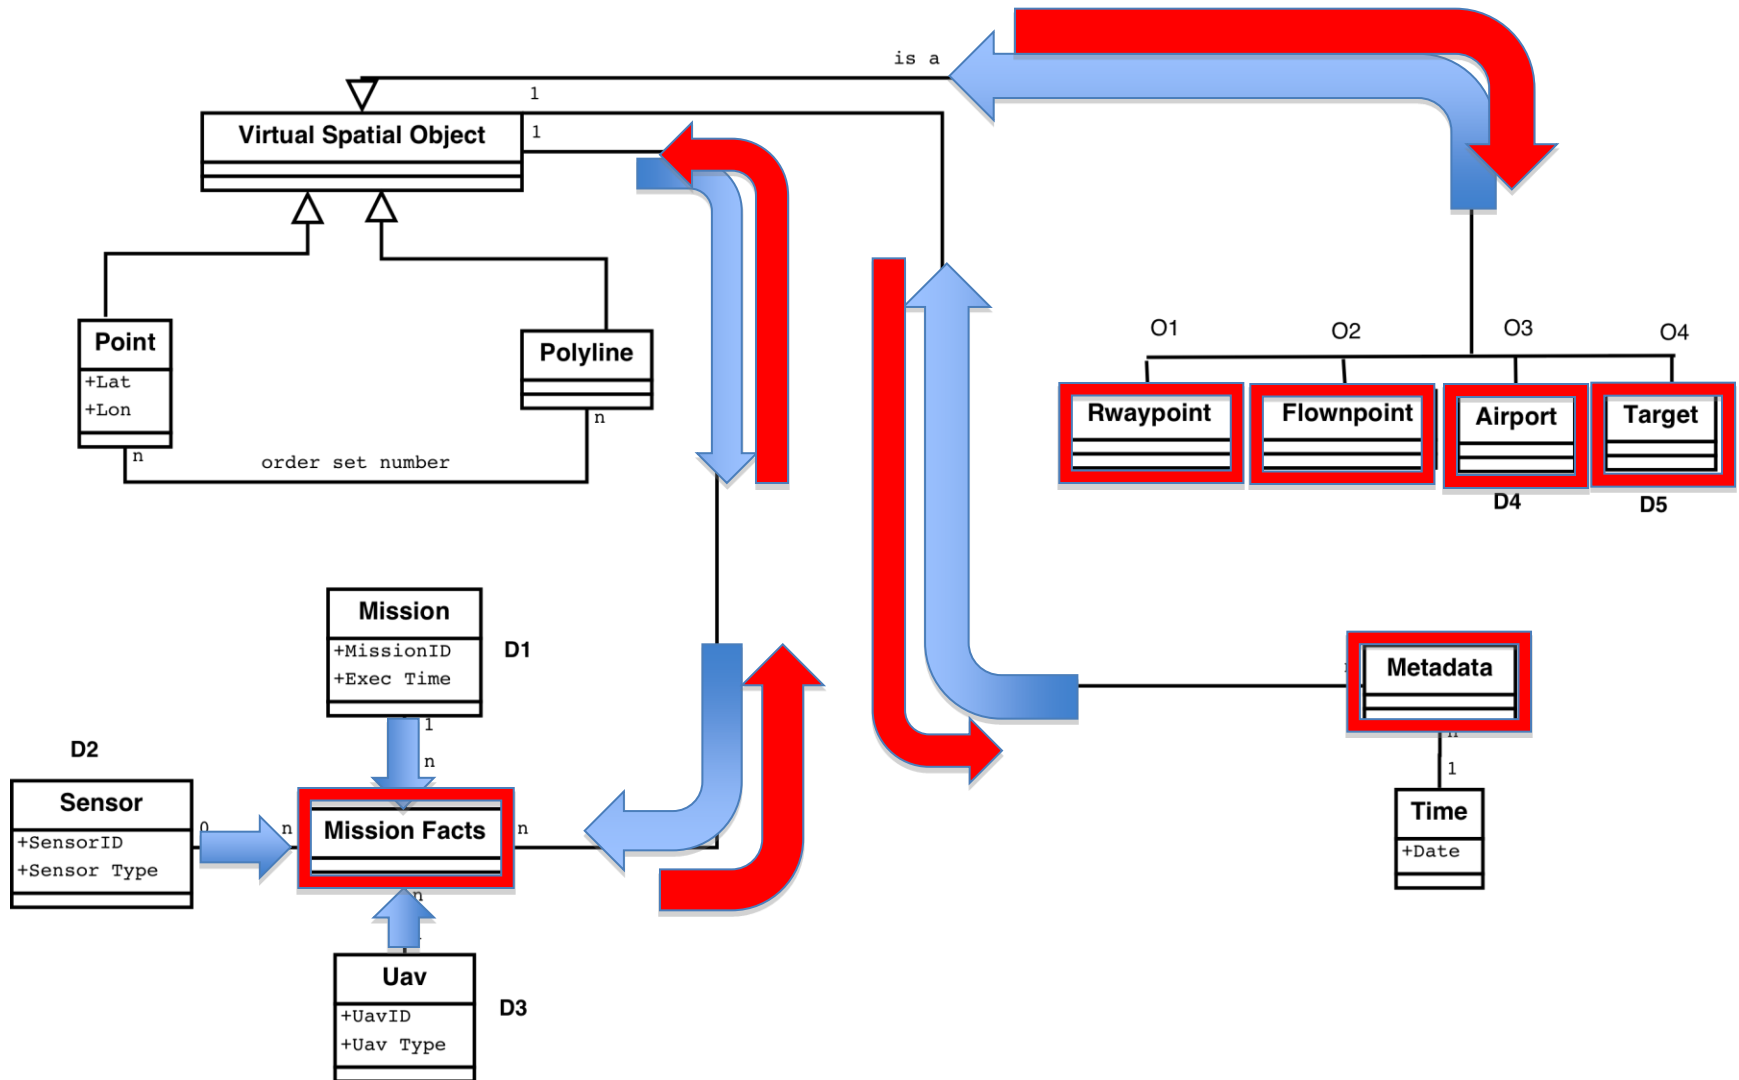 is a
1
Virtual Spatial Object
1
O1
O2
O3
O4
Point
+Lat
+Lon
n
Polyline
n
order set number
Rwaypoint
Flownpoint
Airport
Target
D4
D5
Mission
+MissionID
+Exec Time
D1
1
n
D2
Sensor
+SensorID
+Sensor Type
0
n
Mission Facts
n
n
Uav
+UavID
+Uav Type
D3
Metadata
n
1
Time
+Date